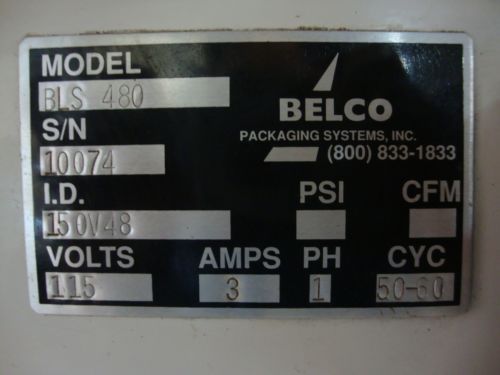 MODEL
BLS 480
BELCO
PACKAGING SYSTEMS, INC.
(800) 833-1833
S/N
10074
I.D. PSI CFM
150V48
VOLTS AMPS PH CYC
115 3 1 50-60